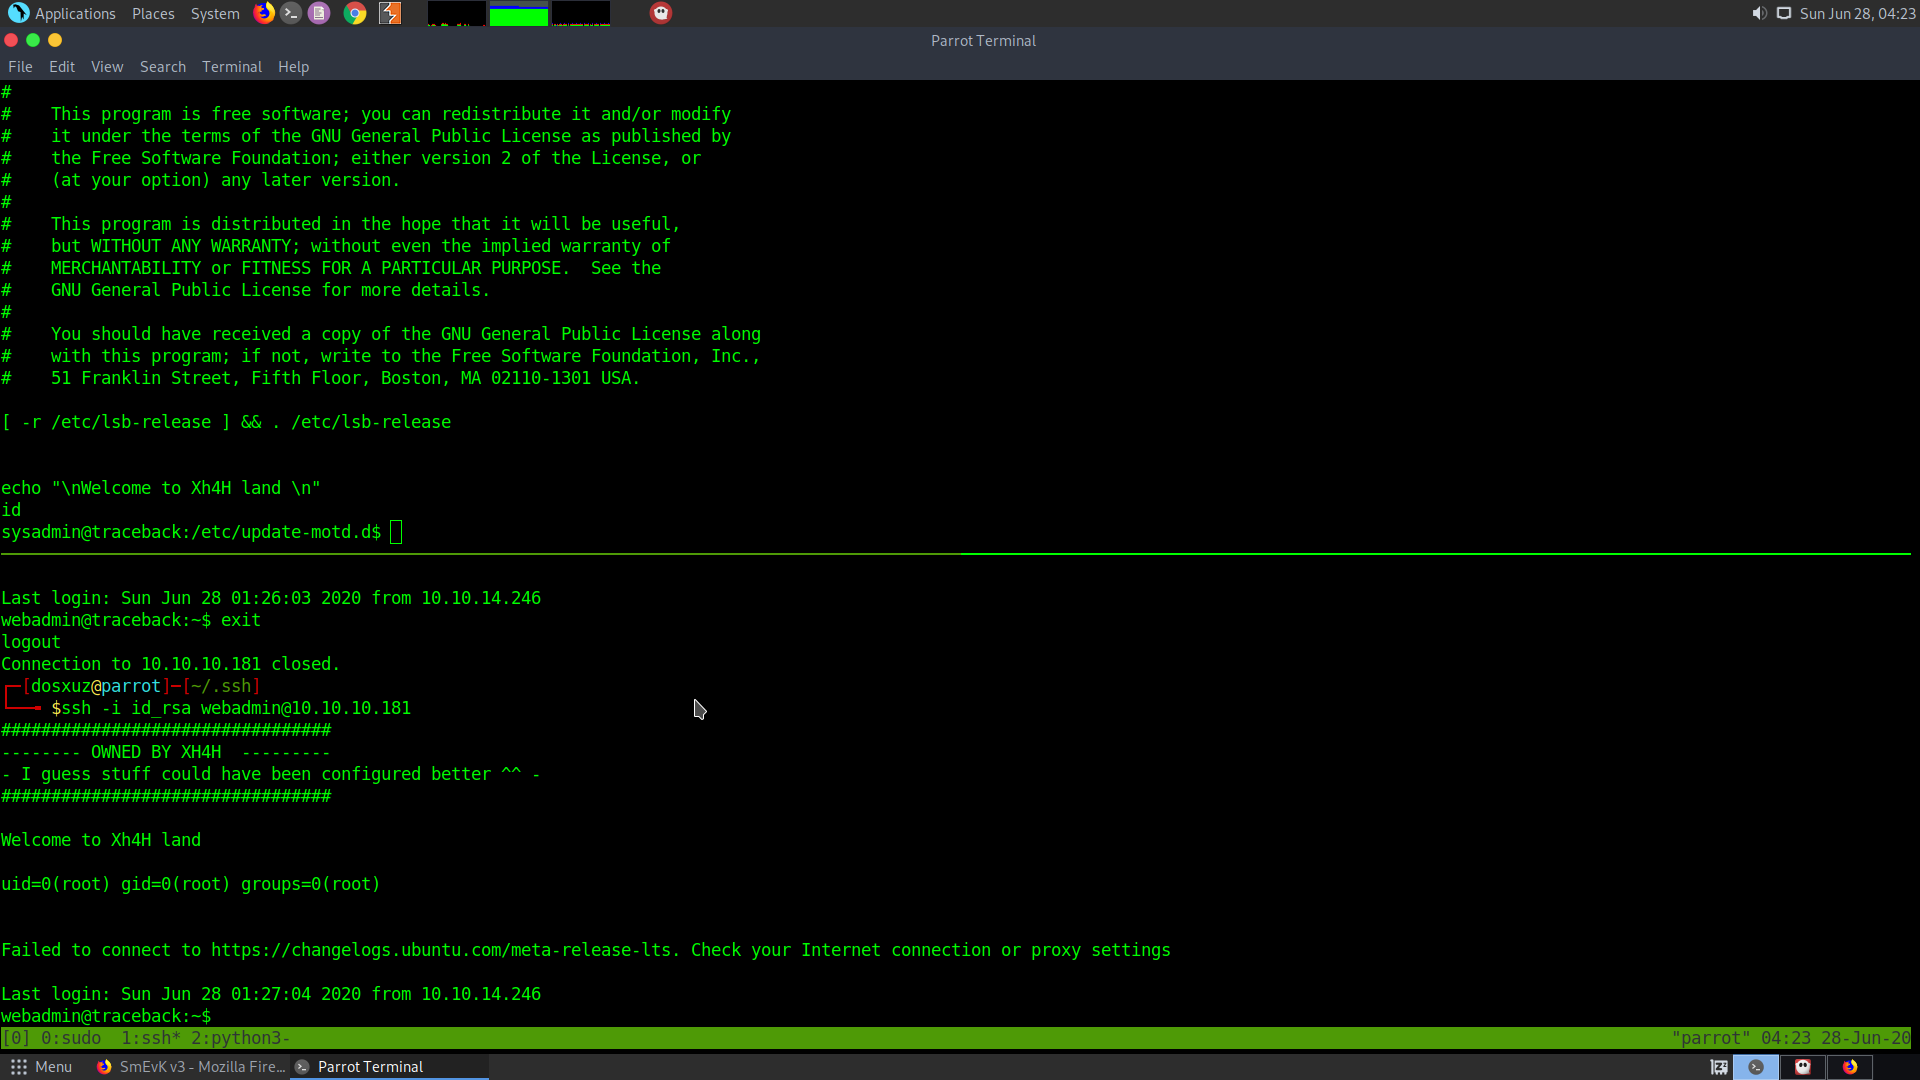 Applications Places System Sun Jun 28, 04:23
Parrot Terminal
File Edit View Search Terminal Help
#
#    This program is free software; you can redistribute it and/or modify
#    it under the terms of the GNU General Public License as published by
#    the Free Software Foundation; either version 2 of the License, or
#    (at your option) any later version.
#
#    This program is distributed in the hope that it will be useful,
#    but WITHOUT ANY WARRANTY; without even the implied warranty of
#    MERCHANTABILITY or FITNESS FOR A PARTICULAR PURPOSE.  See the
#    GNU General Public License for more details.
#
#    You should have received a copy of the GNU General Public License along
#    with this program; if not, write to the Free Software Foundation, Inc.,
#    51 Franklin Street, Fifth Floor, Boston, MA 02110-1301 USA.
[ -r /etc/lsb-release ] && . /etc/lsb-release
echo "\nWelcome to Xh4H land \n"
id
sysadmin@traceback:/etc/update-motd.d$
Last login: Sun Jun 28 01:26:03 2020 from 10.10.14.246
webadmin@traceback:~$ exit
logout
Connection to 10.10.10.181 closed.
┌─[dosxuz@parrot]─[~/.ssh]
└──╼ $ssh -i id_rsa webadmin@10.10.10.181
#################################
-------- OWNED BY XH4H  ---------
- I guess stuff could have been configured better ^^ -
#################################
Welcome to Xh4H land
uid=0(root) gid=0(root) groups=0(root)
Failed to connect to https://changelogs.ubuntu.com/meta-release-lts. Check your Internet connection or proxy settings
Last login: Sun Jun 28 01:27:04 2020 from 10.10.14.246
webadmin@traceback:~$
[0] 0:sudo  1:ssh* 2:python3- "parrot" 04:23 28-Jun-20
Menu SmEvK v3 - Mozilla Fire... Parrot Terminal